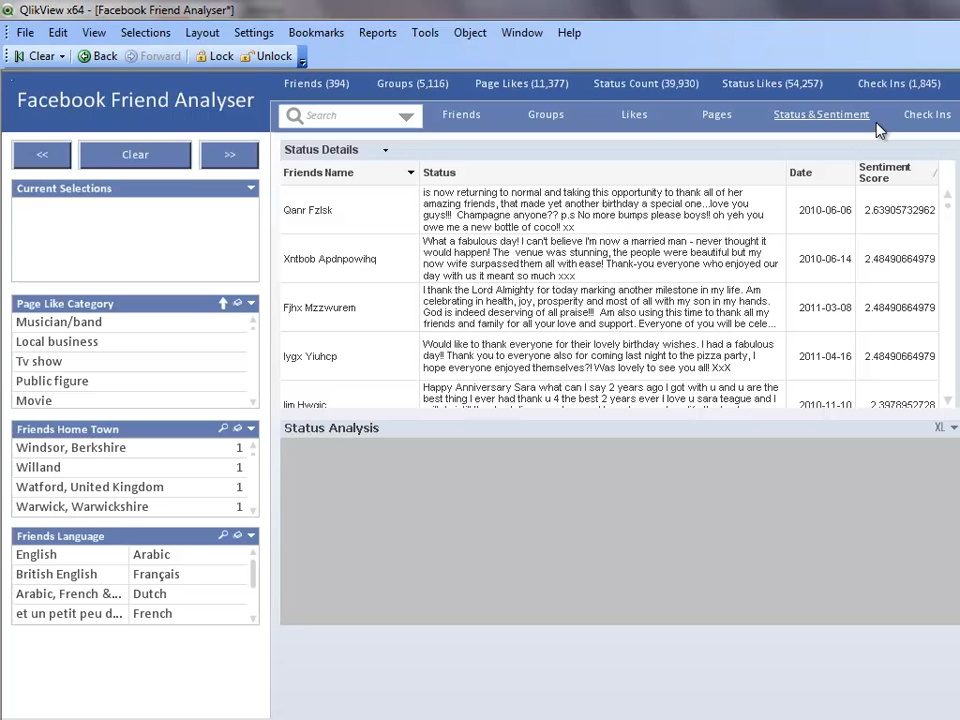 QlikView x64 - [Facebook Friend Analyser*]
File Edit View Selections Layout Settings Bookmarks Reports Tools Object Window Help
Clear Back Forward Lock Unlock
Facebook Friend Analyser
Friends (394) Groups (5,116) Page Likes (11,377) Status Count (39,930) Status Likes (54,257) Check Ins (1,845)
Search Friends Groups Likes Pages Status & Sentiment Check Ins
<< Clear >>
Current Selections
Page Like Category
Musician/band
Local business
Tv show
Public figure
Movie
Friends Home Town
Windsor, Berkshire 1
Willand 1
Watford, United Kingdom 1
Warwick, Warwickshire 1
Friends Language
English Arabic
British English Français
Arabic, French &... Dutch
et un petit peu d... French
Status Details
Friends Name Status Date Sentiment
Score
is now returning to normal and taking this opportunity to thank all of her
amazing friends, that made yet another birthday a special one...love you
Qanr Fzlsk 2010-06-06 2.63905732962
guys!!! Champagne anyone?? p.s No more bumps please boys!! oh yeh you
owe me a new bottle of coco!! xx
What a fabulous day! I can't believe I'm now a married man - never thought it
would happen! The venue was stunning, the people were beautiful but my
Xntbob Apdnpowihq 2010-06-14 2.48490664979
now wife surpassed them all with ease! Thank-you everyone who enjoyed our
day with us it meant so much xxx
I thank the Lord Almighty for today marking another milestone in my life. Am
celebrating in health, joy, prosperity and most of all with my son in my hands.
Fjhx Mzzwurem 2011-03-08 2.48490664979
God is indeed deserving of all praise!!! Am also using this time to thank all my
friends and family for all your love and support. Everyone of you will be cele...
Would like to thank everyone for their lovely birthday wishes. I had a fabulous
Iygx Yiuhcp day!! Thank you to everyone also for coming last night to the pizza party, I 2011-04-16 2.48490664979
hope everyone enjoyed themselves?! Was lovely to see you all! XxX
Happy Anniversary Sara what can I say 2 years ago I got with u and u are the
best thing I ever had thank u 4 the best 2 years ever I love u sara teague and I
2010-11-10 2.3978952728
Status Analysis
XL